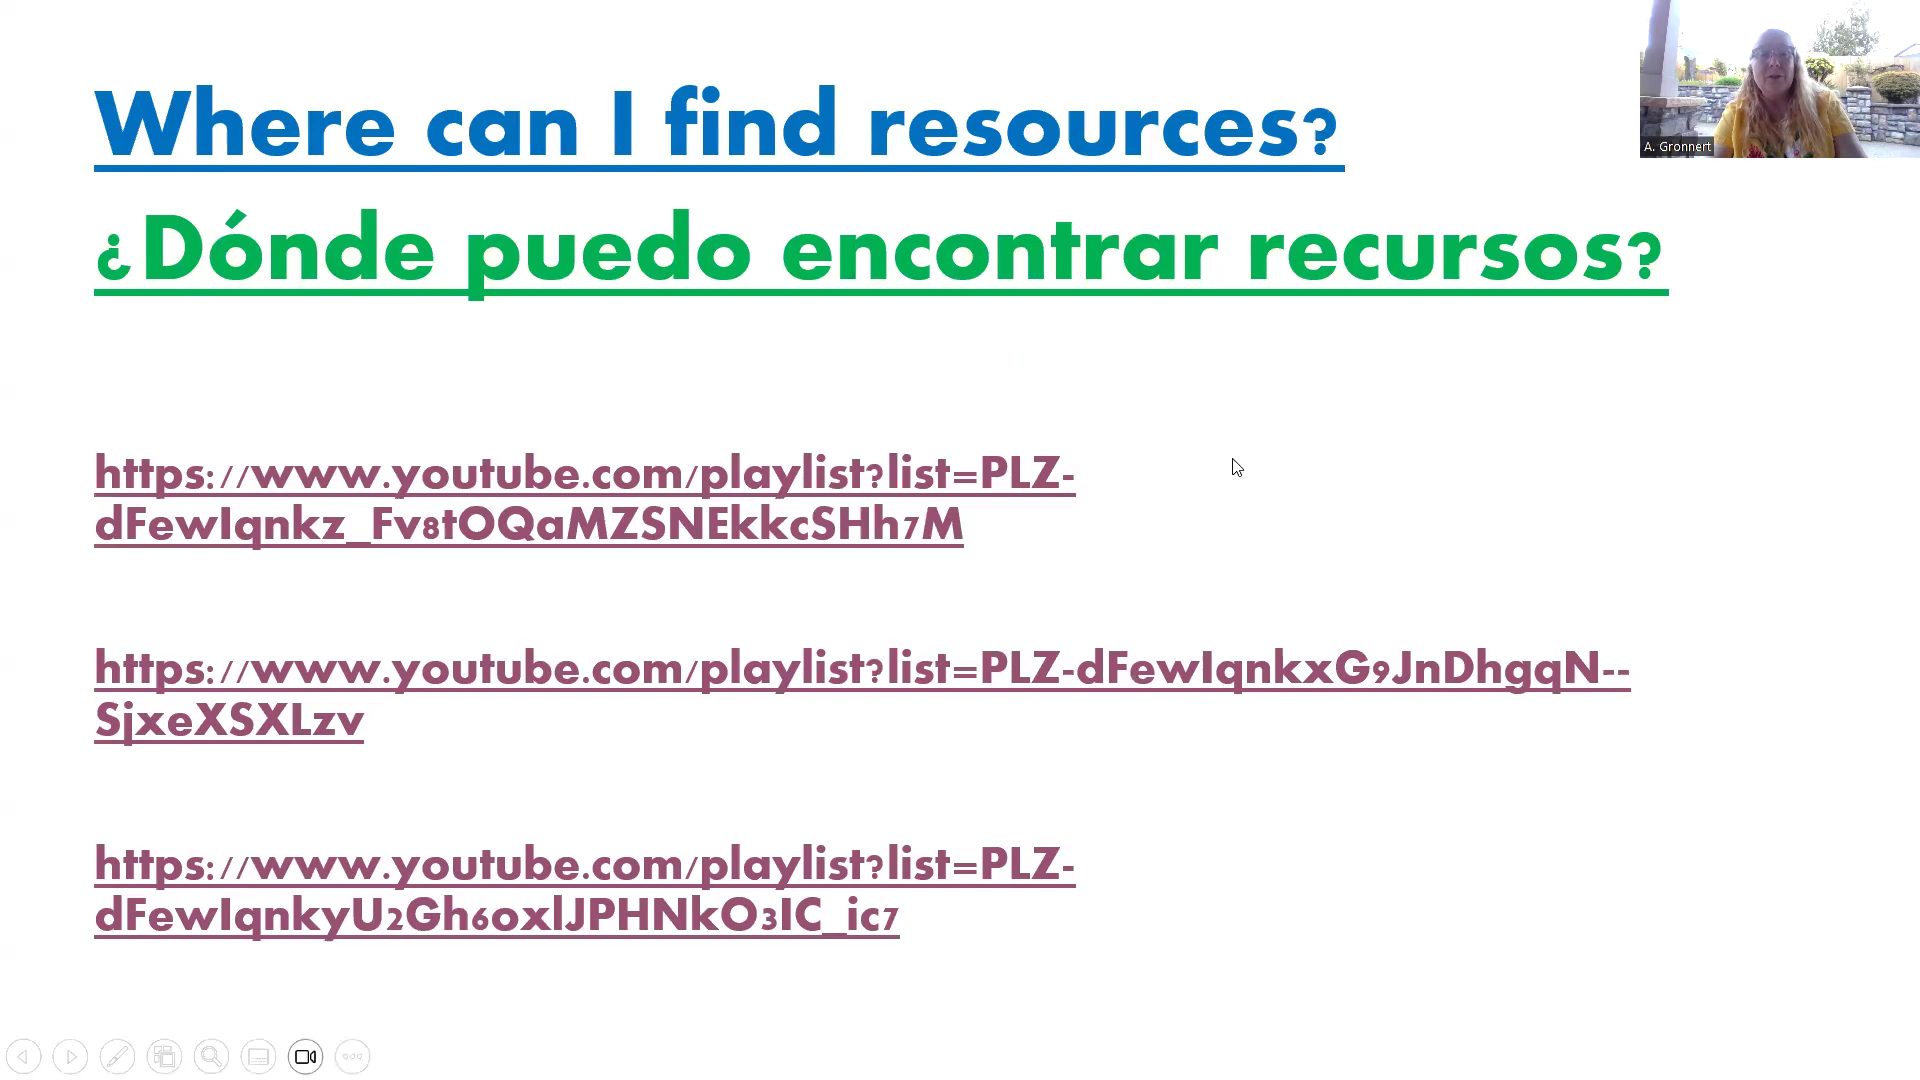 Where can I find resources?
¿Dónde puedo encontrar recursos?
https://www.youtube.com/playlist?list=PLZ-
dFewIqnkz_Fv8tOQaMZSNEkkcSHh7M
https://www.youtube.com/playlist?list=PLZ-dFewIqnkxG9JnDhgqN--
SjxeXSXLzv
https://www.youtube.com/playlist?list=PLZ-
dFewIqnkyU2Gh6oxlJPHNkO3IC_ic7
A. Gronnert